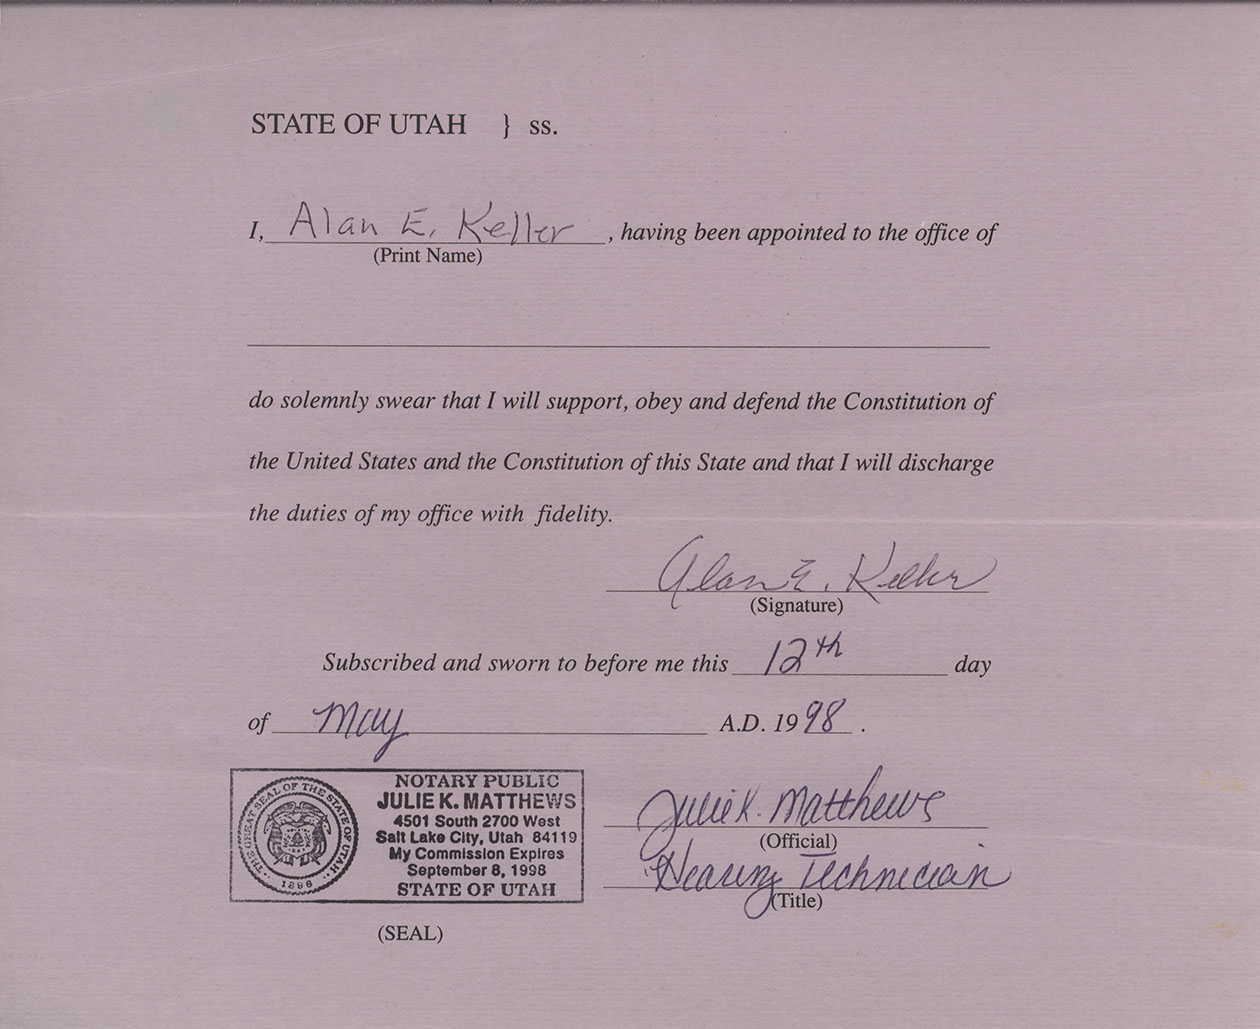 STATE OF UTAH } ss.
I, Alan E. Keller, having been appointed to the office of
(Print Name)
do solemnly swear that I will support, obey and defend the Constitution of
the United States and the Constitution of this State and that I will discharge
the duties of my office with fidelity.
Alan E. Keller
(Signature)
Subscribed and sworn to before me this 12th day
of May A.D. 1998.
THE GREAT SEAL OF THE STATE OF UTAH
1896
NOTARY PUBLIC
JULIE K. MATTHEWS
4501 South 2700 West
Salt Lake City, Utah 84119
My Commission Expires
September 8, 1998
STATE OF UTAH
(SEAL)
Julie K. Matthews
(Official)
Hearing Technician
(Title)